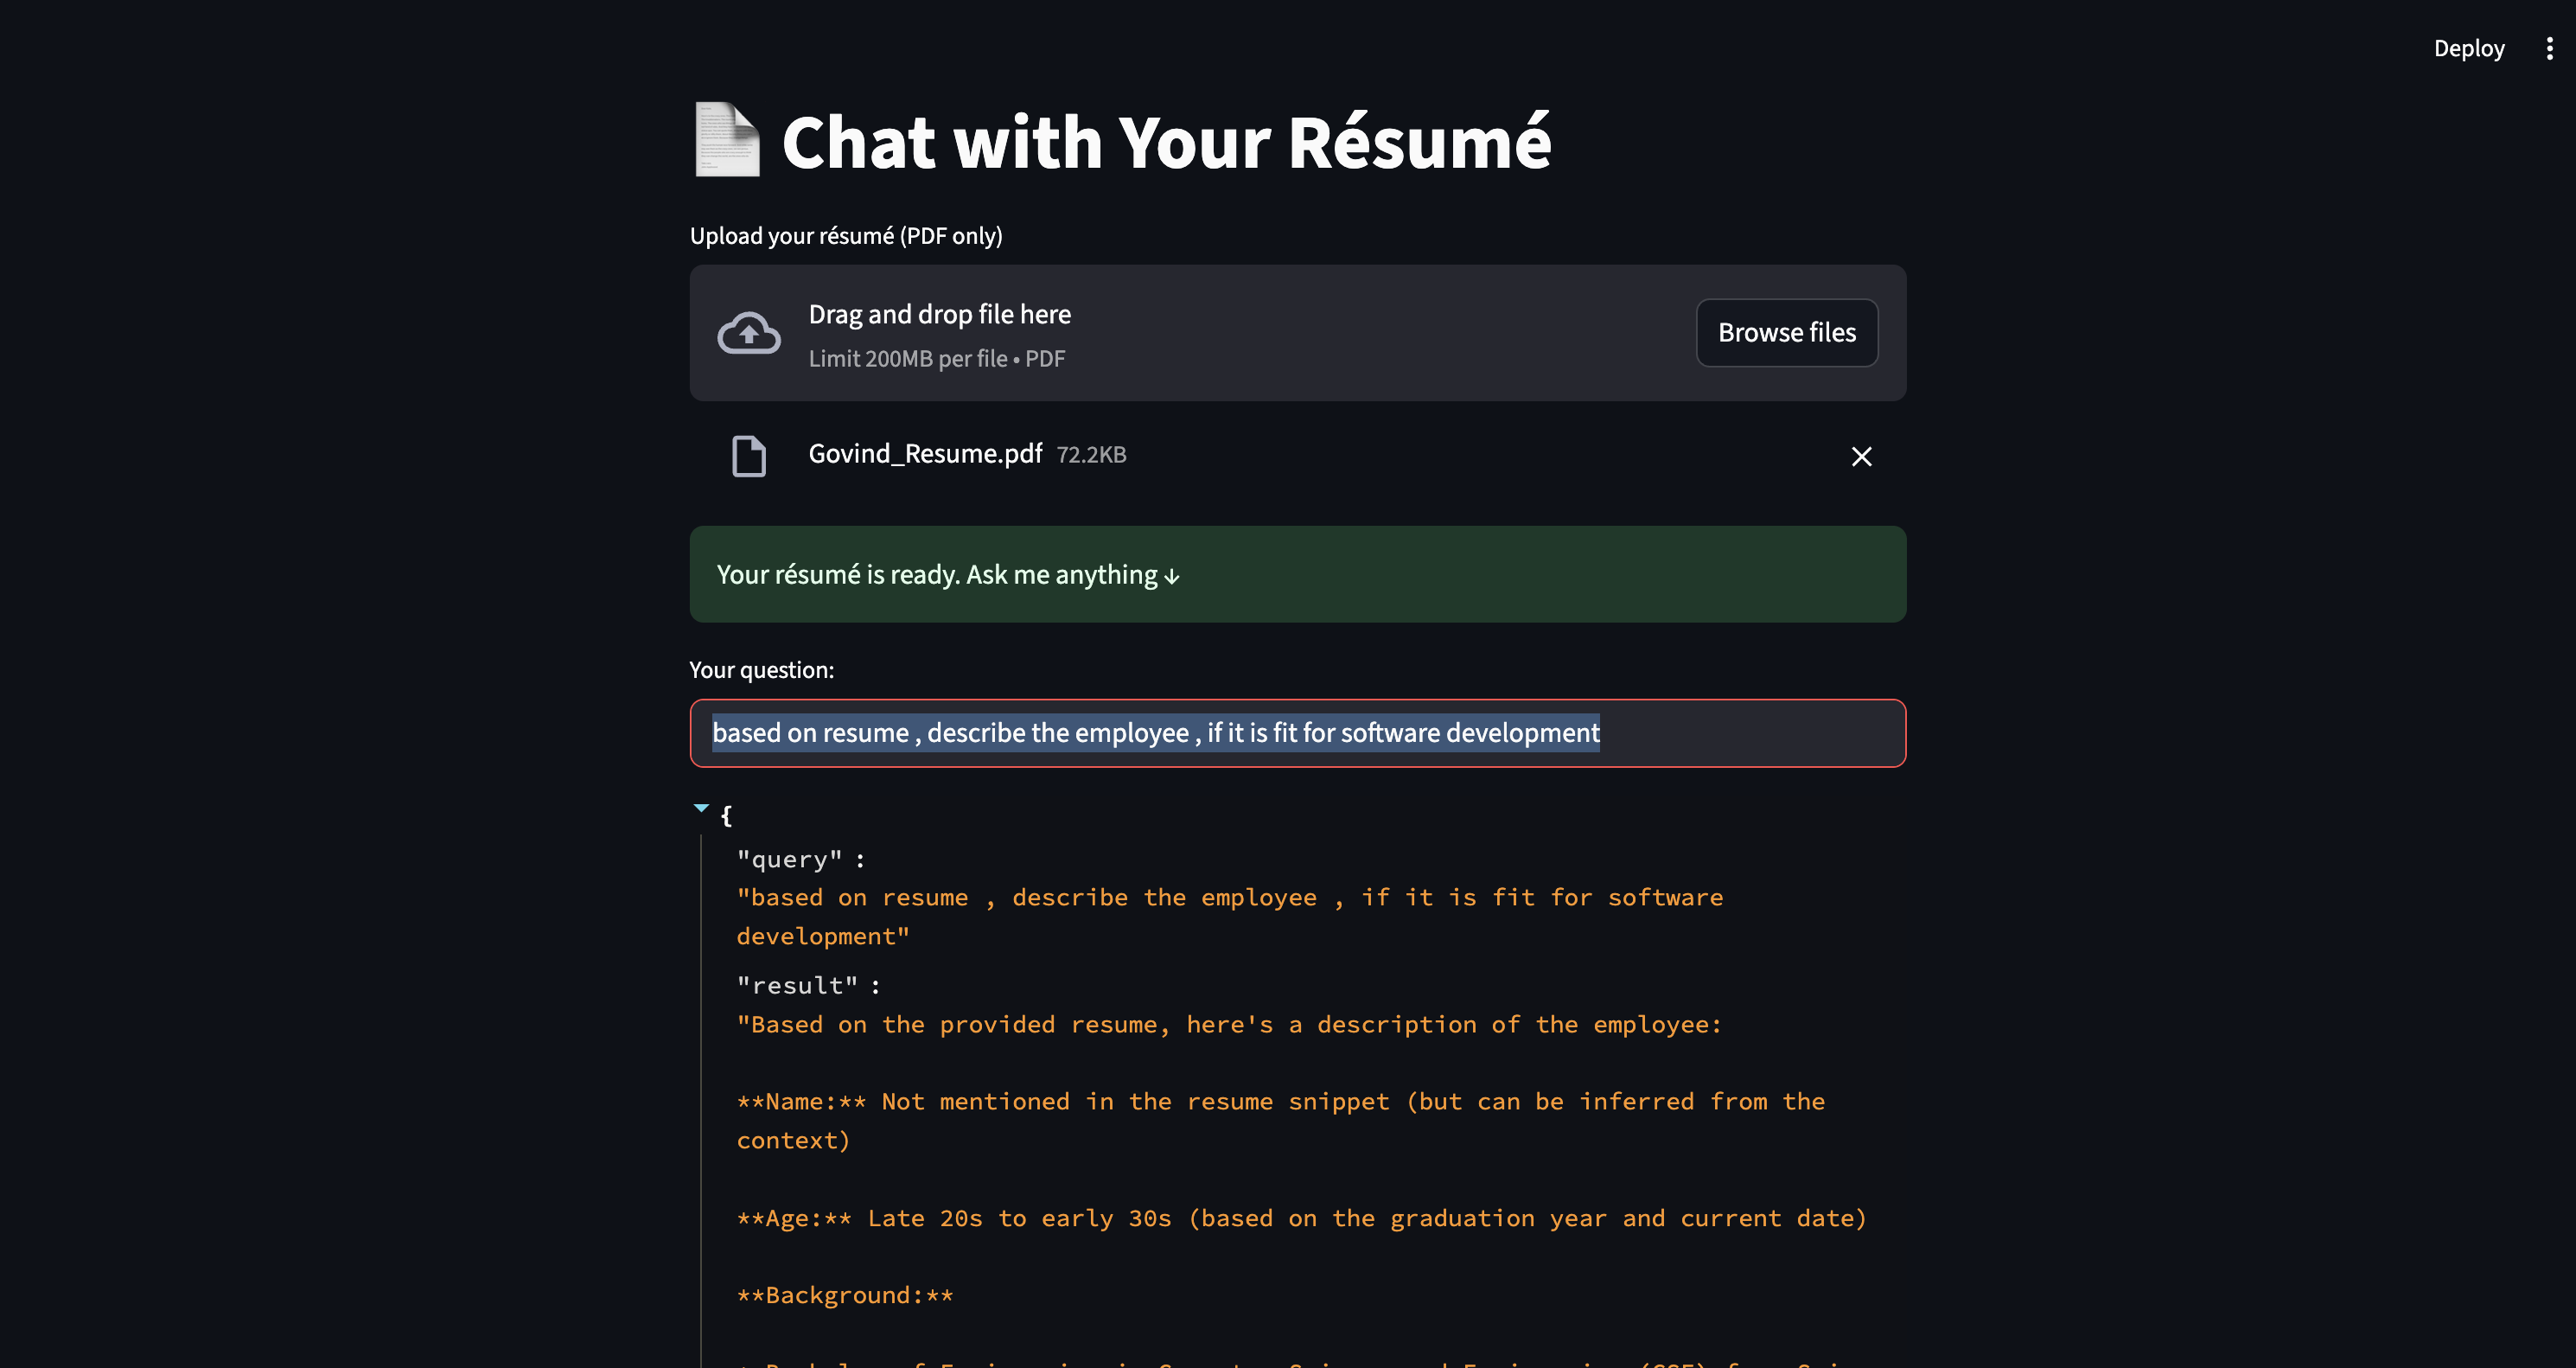 Deploy
Chat with Your Résumé
Upload your résumé (PDF only)
Drag and drop file here
Limit 200MB per file • PDF
Browse files
Govind_Resume.pdf 72.2KB
Your résumé is ready. Ask me anything ↓
Your question:
based on resume , describe the employee , if it is fit for software development
{
"query" :
"based on resume , describe the employee , if it is fit for software
development"
"result" :
"Based on the provided resume, here's a description of the employee:
**Name:** Not mentioned in the resume snippet (but can be inferred from the
context)
**Age:** Late 20s to early 30s (based on the graduation year and current date)
**Background:**